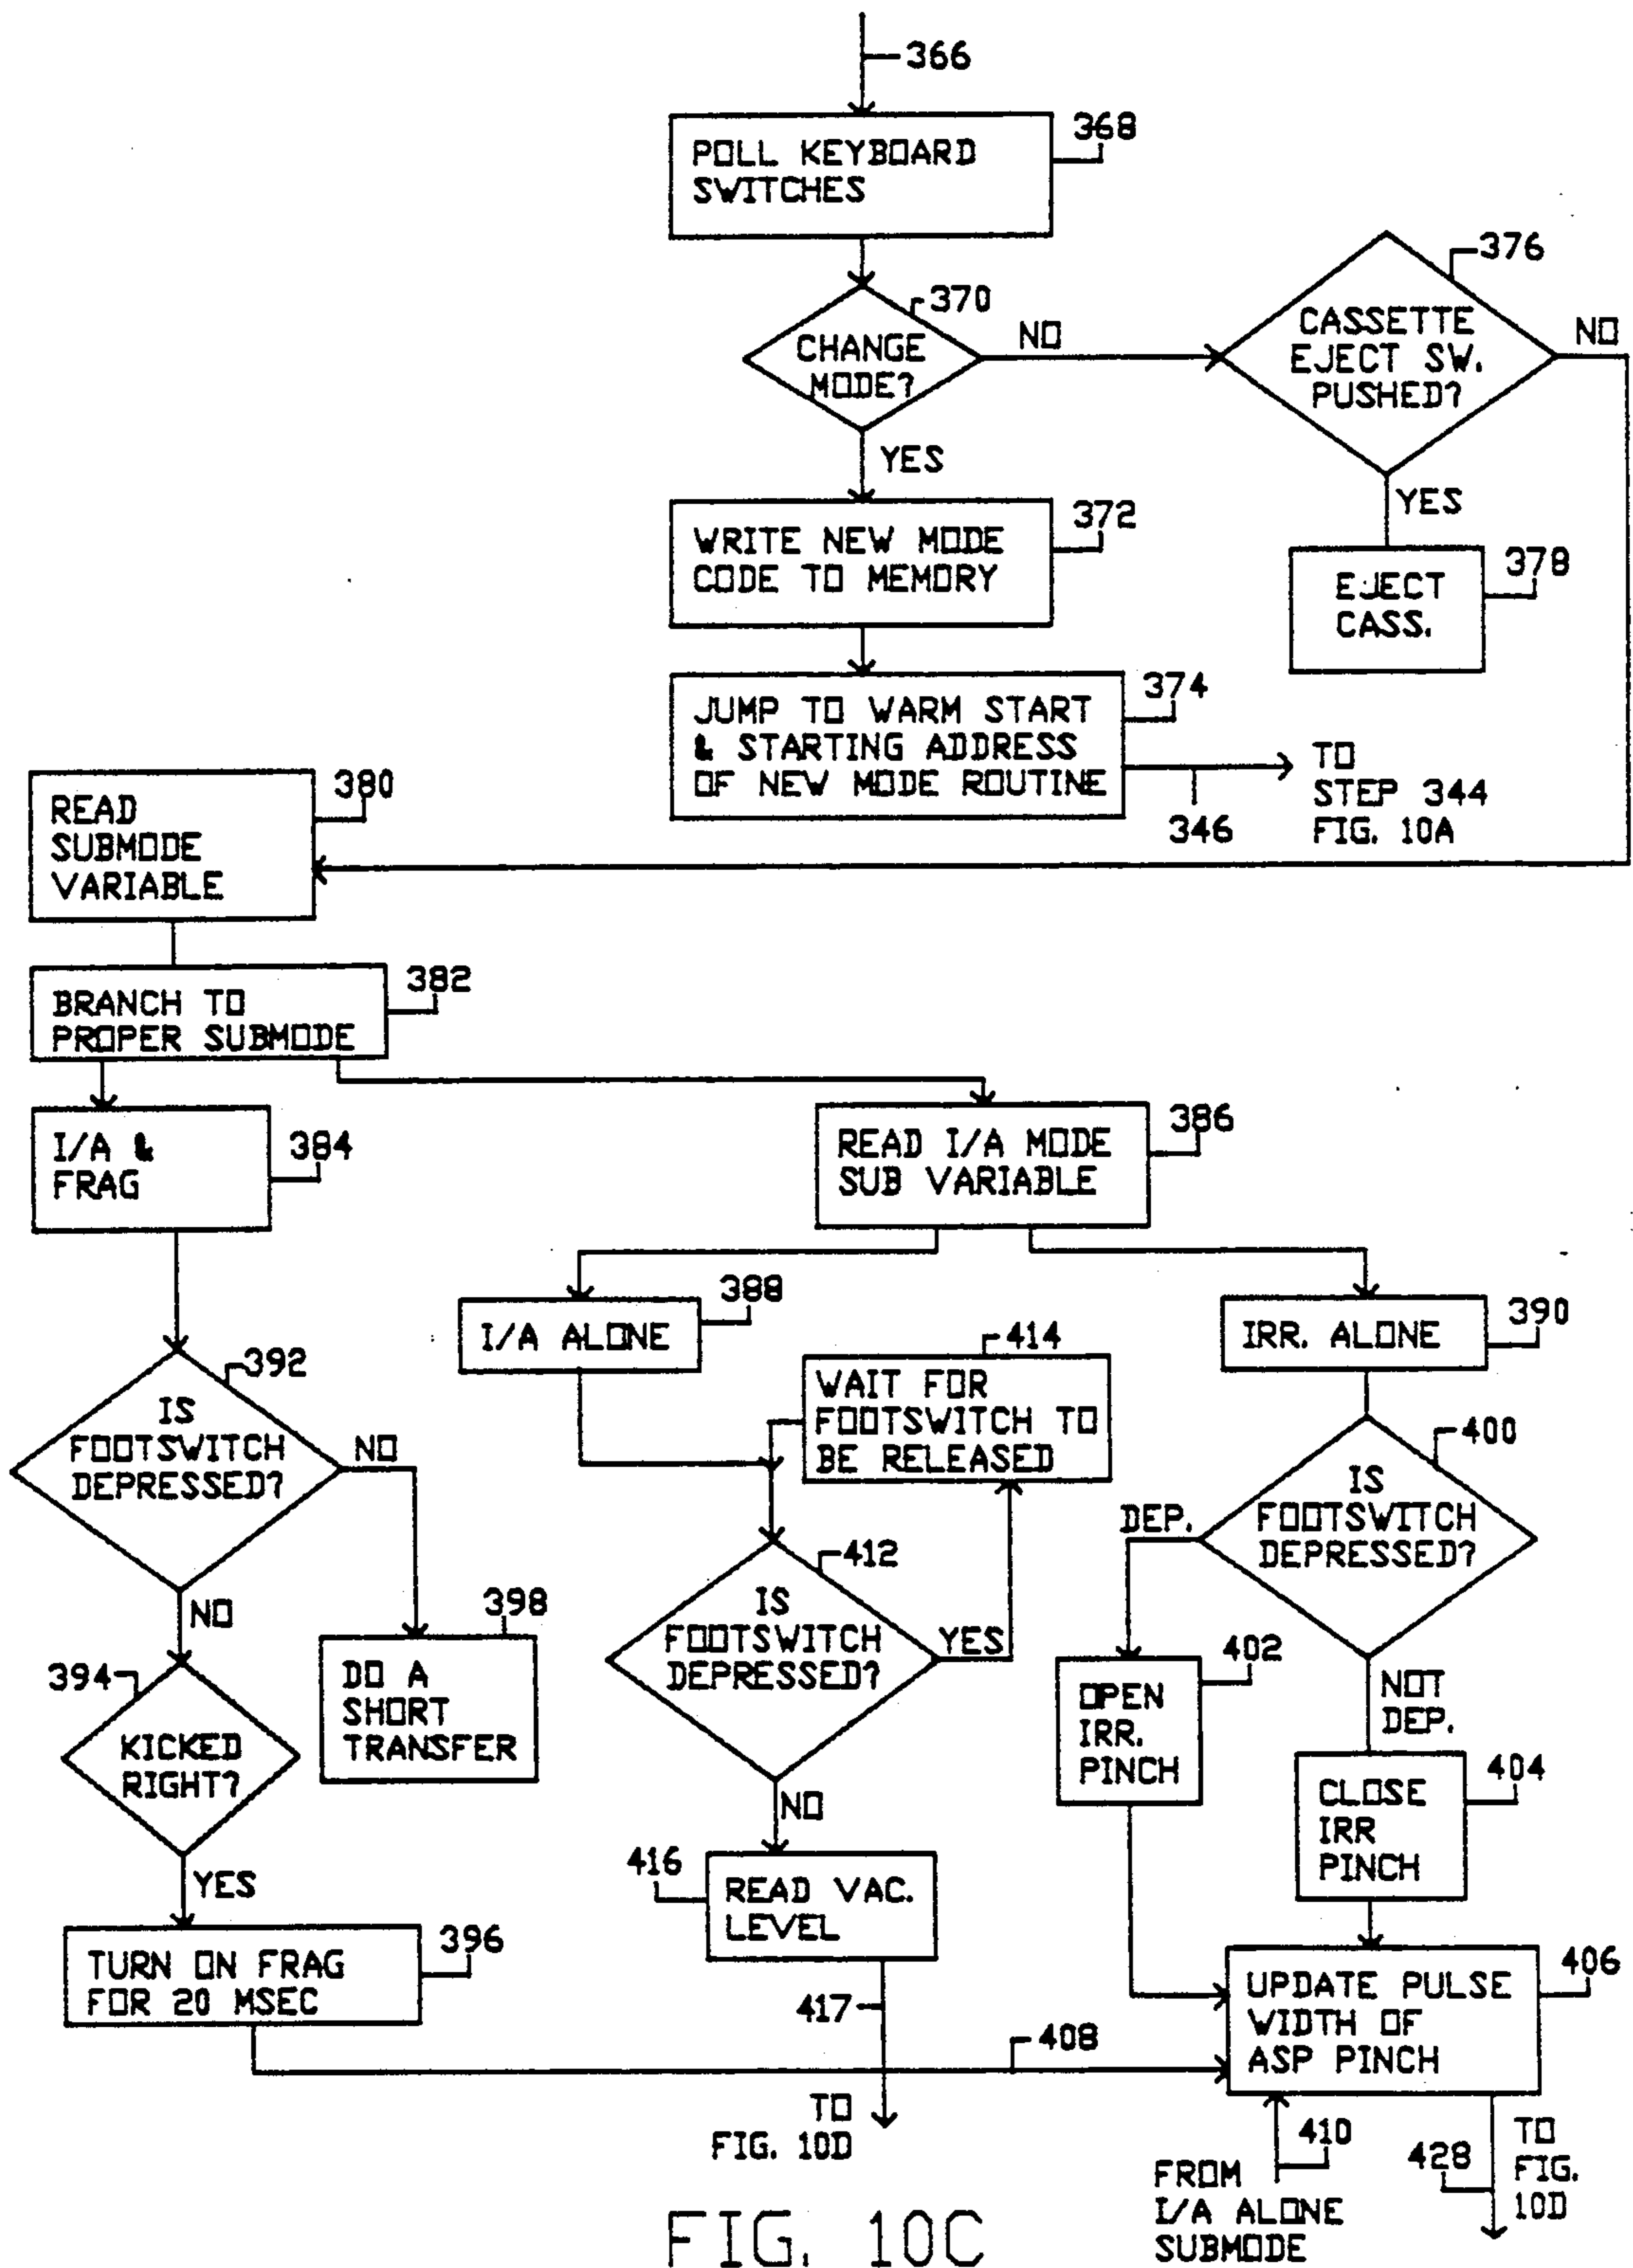 366
368
POLL KEYBOARD
SWITCHES
370
CHANGE
MODE?
NO
376
CASSETTE
EJECT SW.
PUSHED?
NO
YES
YES
372
WRITE NEW MODE
CODE TO MEMORY
378
EJECT
CASS.
374
JUMP TO WARM START
& STARTING ADDRESS
OF NEW MODE ROUTINE
346
TO
STEP 344
FIG. 10A
380
READ
SUBMODE
VARIABLE
382
BRANCH TO
PROPER SUBMODE
384
I/A &
FRAG
386
READ I/A MODE
SUB VARIABLE
388
I/A ALONE
390
IRR. ALONE
392
IS
FOOTSWITCH
DEPRESSED?
NO
NO
414
WAIT FOR
FOOTSWITCH TO
BE RELEASED
400
IS
FOOTSWITCH
DEPRESSED?
DEP.
NOT
DEP.
412
IS
FOOTSWITCH
DEPRESSED?
YES
NO
394
KICKED
RIGHT?
YES
398
DO A
SHORT
TRANSFER
402
OPEN
IRR.
PINCH
404
CLOSE
IRR
PINCH
416
READ VAC.
LEVEL
396
TURN ON FRAG
FOR 20 MSEC
417
408
406
UPDATE PULSE
WIDTH OF
ASP PINCH
TO
FIG. 10D
410
FROM
I/A ALONE
SUBMODE
428
TO
FIG.
10D
FIG. 10C